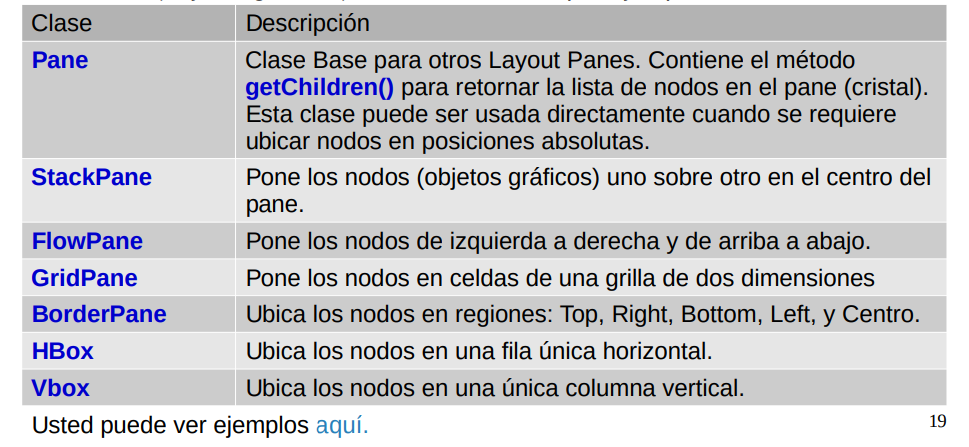 Clase Descripción
Pane Clase Base para otros Layout Panes. Contiene el método
getChildren() para retornar la lista de nodos en el pane (cristal).
Esta clase puede ser usada directamente cuando se requiere
ubicar nodos en posiciones absolutas.
StackPane Pone los nodos (objetos gráficos) uno sobre otro en el centro del
pane.
FlowPane Pone los nodos de izquierda a derecha y de arriba a abajo.
GridPane Pone los nodos en celdas de una grilla de dos dimensiones
BorderPane Ubica los nodos en regiones: Top, Right, Bottom, Left, y Centro.
HBox Ubica los nodos en una fila única horizontal.
Vbox Ubica los nodos en una única columna vertical.
Usted puede ver ejemplos aquí.
19